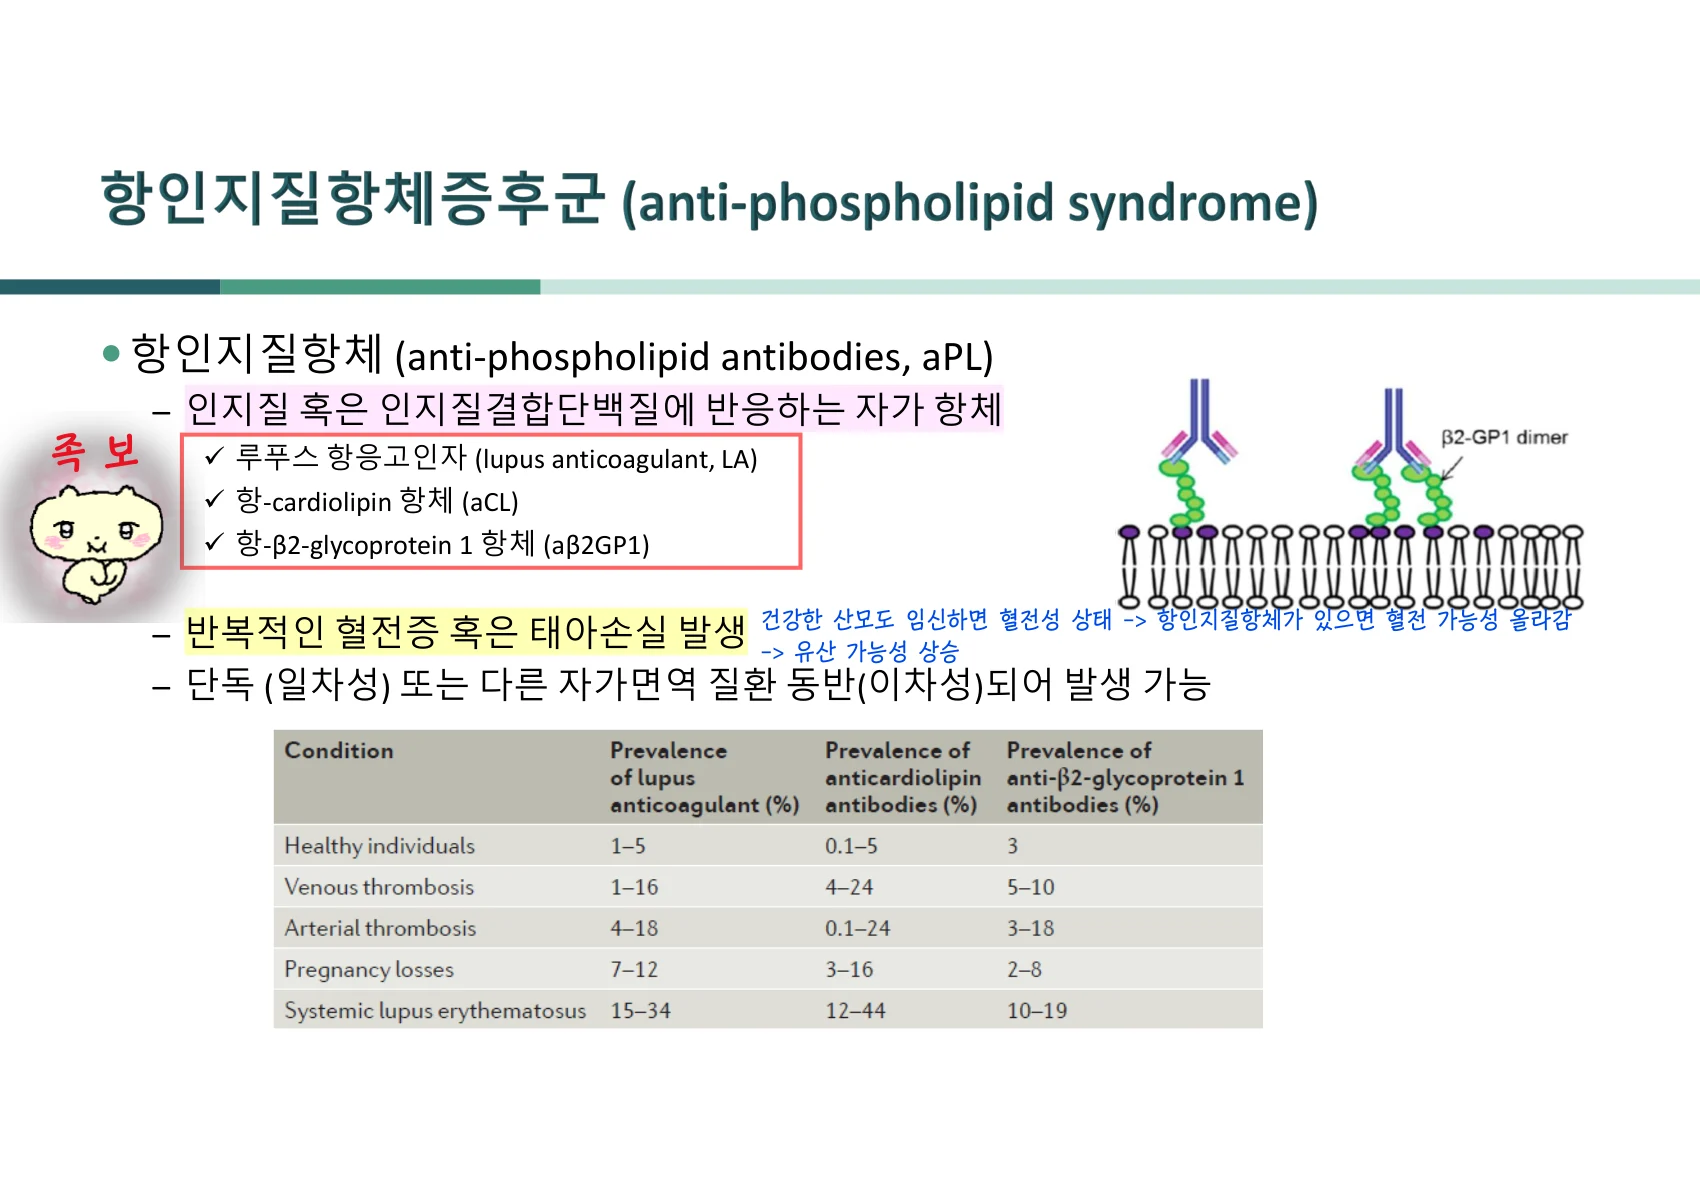 항인지질항체증후군 (anti-phospholipid syndrome)
• 항인지질항체 (anti-phospholipid antibodies, aPL)
– 인지질 혹은 인지질결합단백질에 반응하는 자가 항체
족 보
✓ 루푸스 항응고인자 (lupus anticoagulant, LA)
✓ 항-cardiolipin 항체 (aCL)
✓ 항-β2-glycoprotein 1 항체 (aβ2GP1)
β2-GP1 dimer
– 반복적인 혈전증 혹은 태아손실 발생
건강한 산모도 임신하면 혈전성 상태 -> 항인지질항체가 있으면 혈전 가능성 올라감
-> 유산 가능성 상승
– 단독 (일차성) 또는 다른 자가면역 질환 동반(이차성)되어 발생 가능
Condition Prevalence of lupus anticoagulant (%) Prevalence of anticardiolipin antibodies (%) Prevalence of anti-β2-glycoprotein 1 antibodies (%)
Healthy individuals 1–5 0.1–5 3
Venous thrombosis 1–16 4–24 5–10
Arterial thrombosis 4–18 0.1–24 3–18
Pregnancy losses 7–12 3–16 2–8
Systemic lupus erythematosus 15–34 12–44 10–19